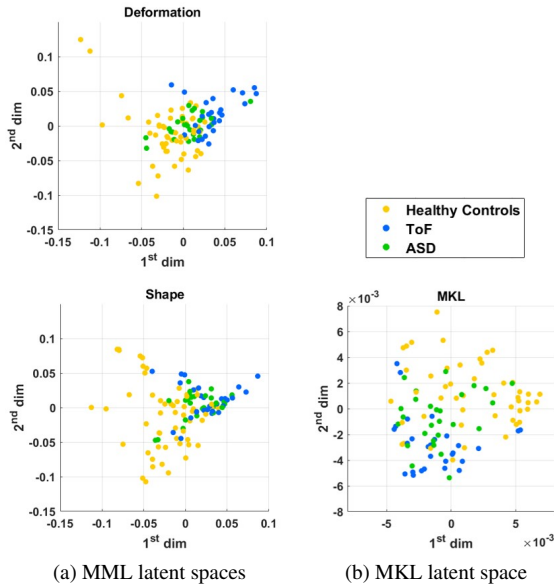 Deformation
0.1
0.05
0
-0.05
-0.1
-0.15
2nd dim
-0.15 -0.1 -0.05 0 0.05 0.1
1st dim
Healthy Controls
ToF
ASD
Shape
0.1
0.05
0
-0.05
-0.1
-0.15
2nd dim
-0.15 -0.1 -0.05 0 0.05 0.1
1st dim
×10-3
MKL
8
6
4
2
0
-2
-4
-6
-8
2nd dim
-5 0 5
1st dim
×10-3
(a) MML latent spaces
(b) MKL latent space